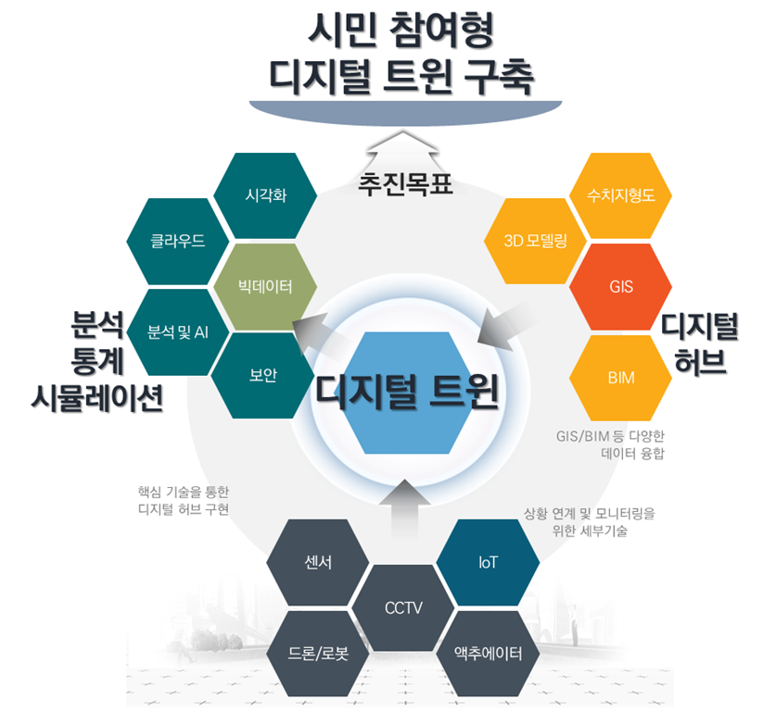 시민 참여형
디지털 트윈 구축
추진목표
시각화
클라우드
빅데이터
분석 및 AI
보안
분석
통계
시뮬레이션
수치지형도
3D 모델링
GIS
BIM
디지털
허브
디지털 트윈
GIS/BIM 등 다양한
데이터 융합
핵심 기술을 통한
디지털 허브 구현
상황 연계 및 모니터링을
위한 세부기술
센서
IoT
CCTV
드론/로봇
액추에이터